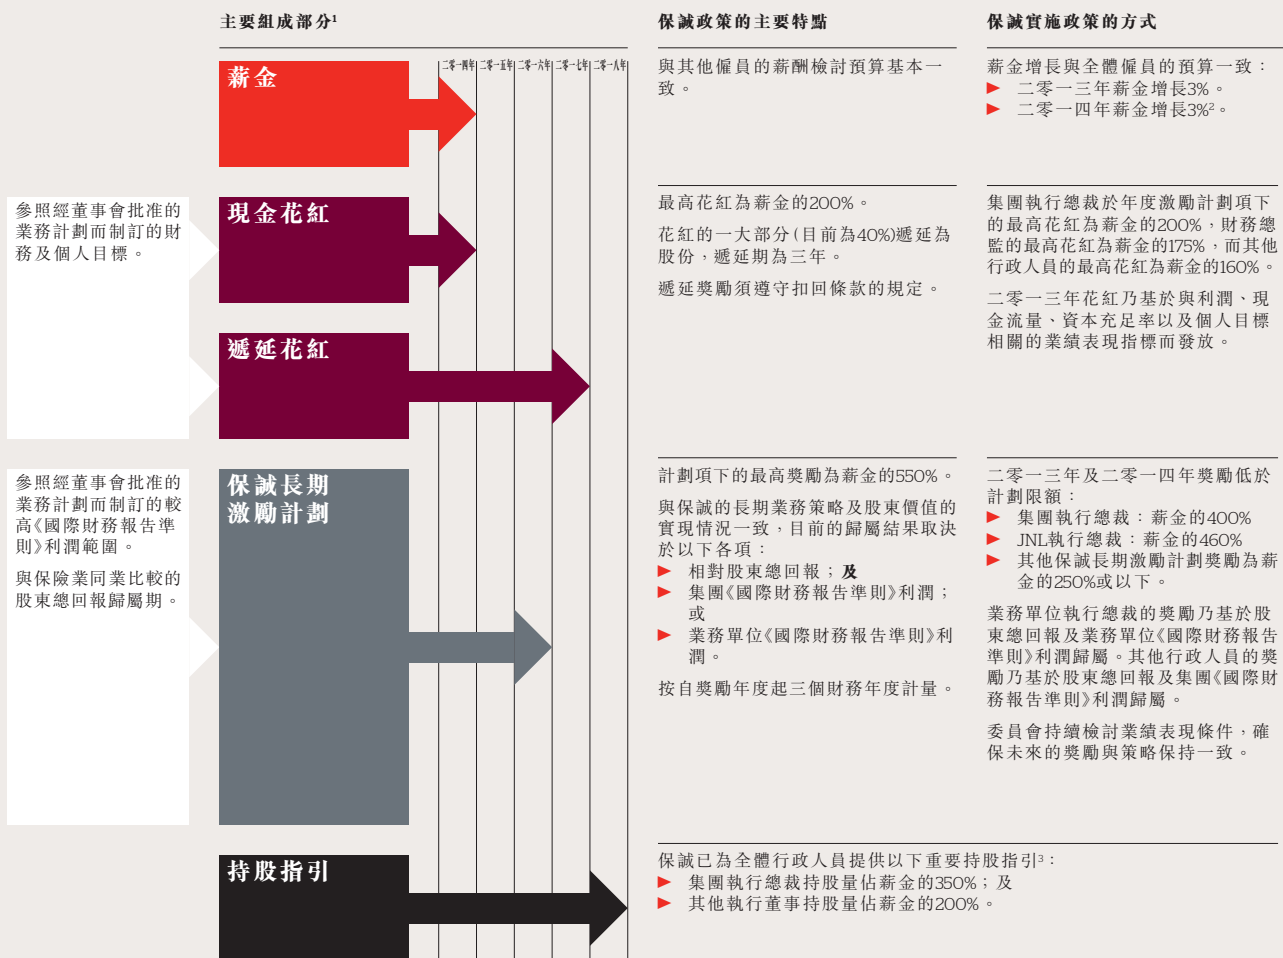 主要組成部分¹
保誠政策的主要特點
保誠實施政策的方式
二零一四年 二零一五年 二零一六年 二零一七年 二零一八年
薪金
與其他僱員的薪酬檢討預算基本一
致。
薪金增長與全體僱員的預算一致：
► 二零一三年薪金增長3%。
► 二零一四年薪金增長3%²。
參照經董事會批准的
業務計劃而制訂的財
務及個人目標。
現金花紅
遞延花紅
最高花紅為薪金的200%。
花紅的一大部分(目前為40%)遞延為
股份，遞延期為三年。
遞延獎勵須遵守扣回條款的規定。
集團執行總裁於年度激勵計劃項下
的最高花紅為薪金的200%，財務總
監的最高花紅為薪金的175%，而其他
行政人員的最高花紅為薪金的160%。
二零一三年花紅乃基於與利潤、現
金流量、資本充足率以及個人目標
相關的業績表現指標而發放。
參照經董事會批准的
業務計劃而制訂的較
高《國際財務報告準
則》利潤範圍。
與保險業同業比較的
股東總回報歸屬期。
保誠長期
激勵計劃
計劃項下的最高獎勵為薪金的550%。
與保誠的長期業務策略及股東價值的
實現情況一致，目前的歸屬結果取決
於以下各項：
► 相對股東總回報；及
► 集團《國際財務報告準則》利潤；
或
► 業務單位《國際財務報告準則》利
潤。
按自獎勵年度起三個財務年度計量。
二零一三年及二零一四年獎勵低於
計劃限額：
► 集團執行總裁：薪金的400%
► JNL執行總裁：薪金的460%
► 其他保誠長期激勵計劃獎勵為薪
金的250%或以下。
業務單位執行總裁的獎勵乃基於股
東總回報及業務單位《國際財務報告
準則》利潤歸屬。其他行政人員的獎
勵乃基於股東總回報及集團《國際財
務報告準則》利潤歸屬。
委員會持續檢討業績表現條件，確
保未來的獎勵與策略保持一致。
持股指引
保誠已為全體行政人員提供以下重要持股指引³：
► 集團執行總裁持股量佔薪金的350%；及
► 其他執行董事持股量佔薪金的200%。